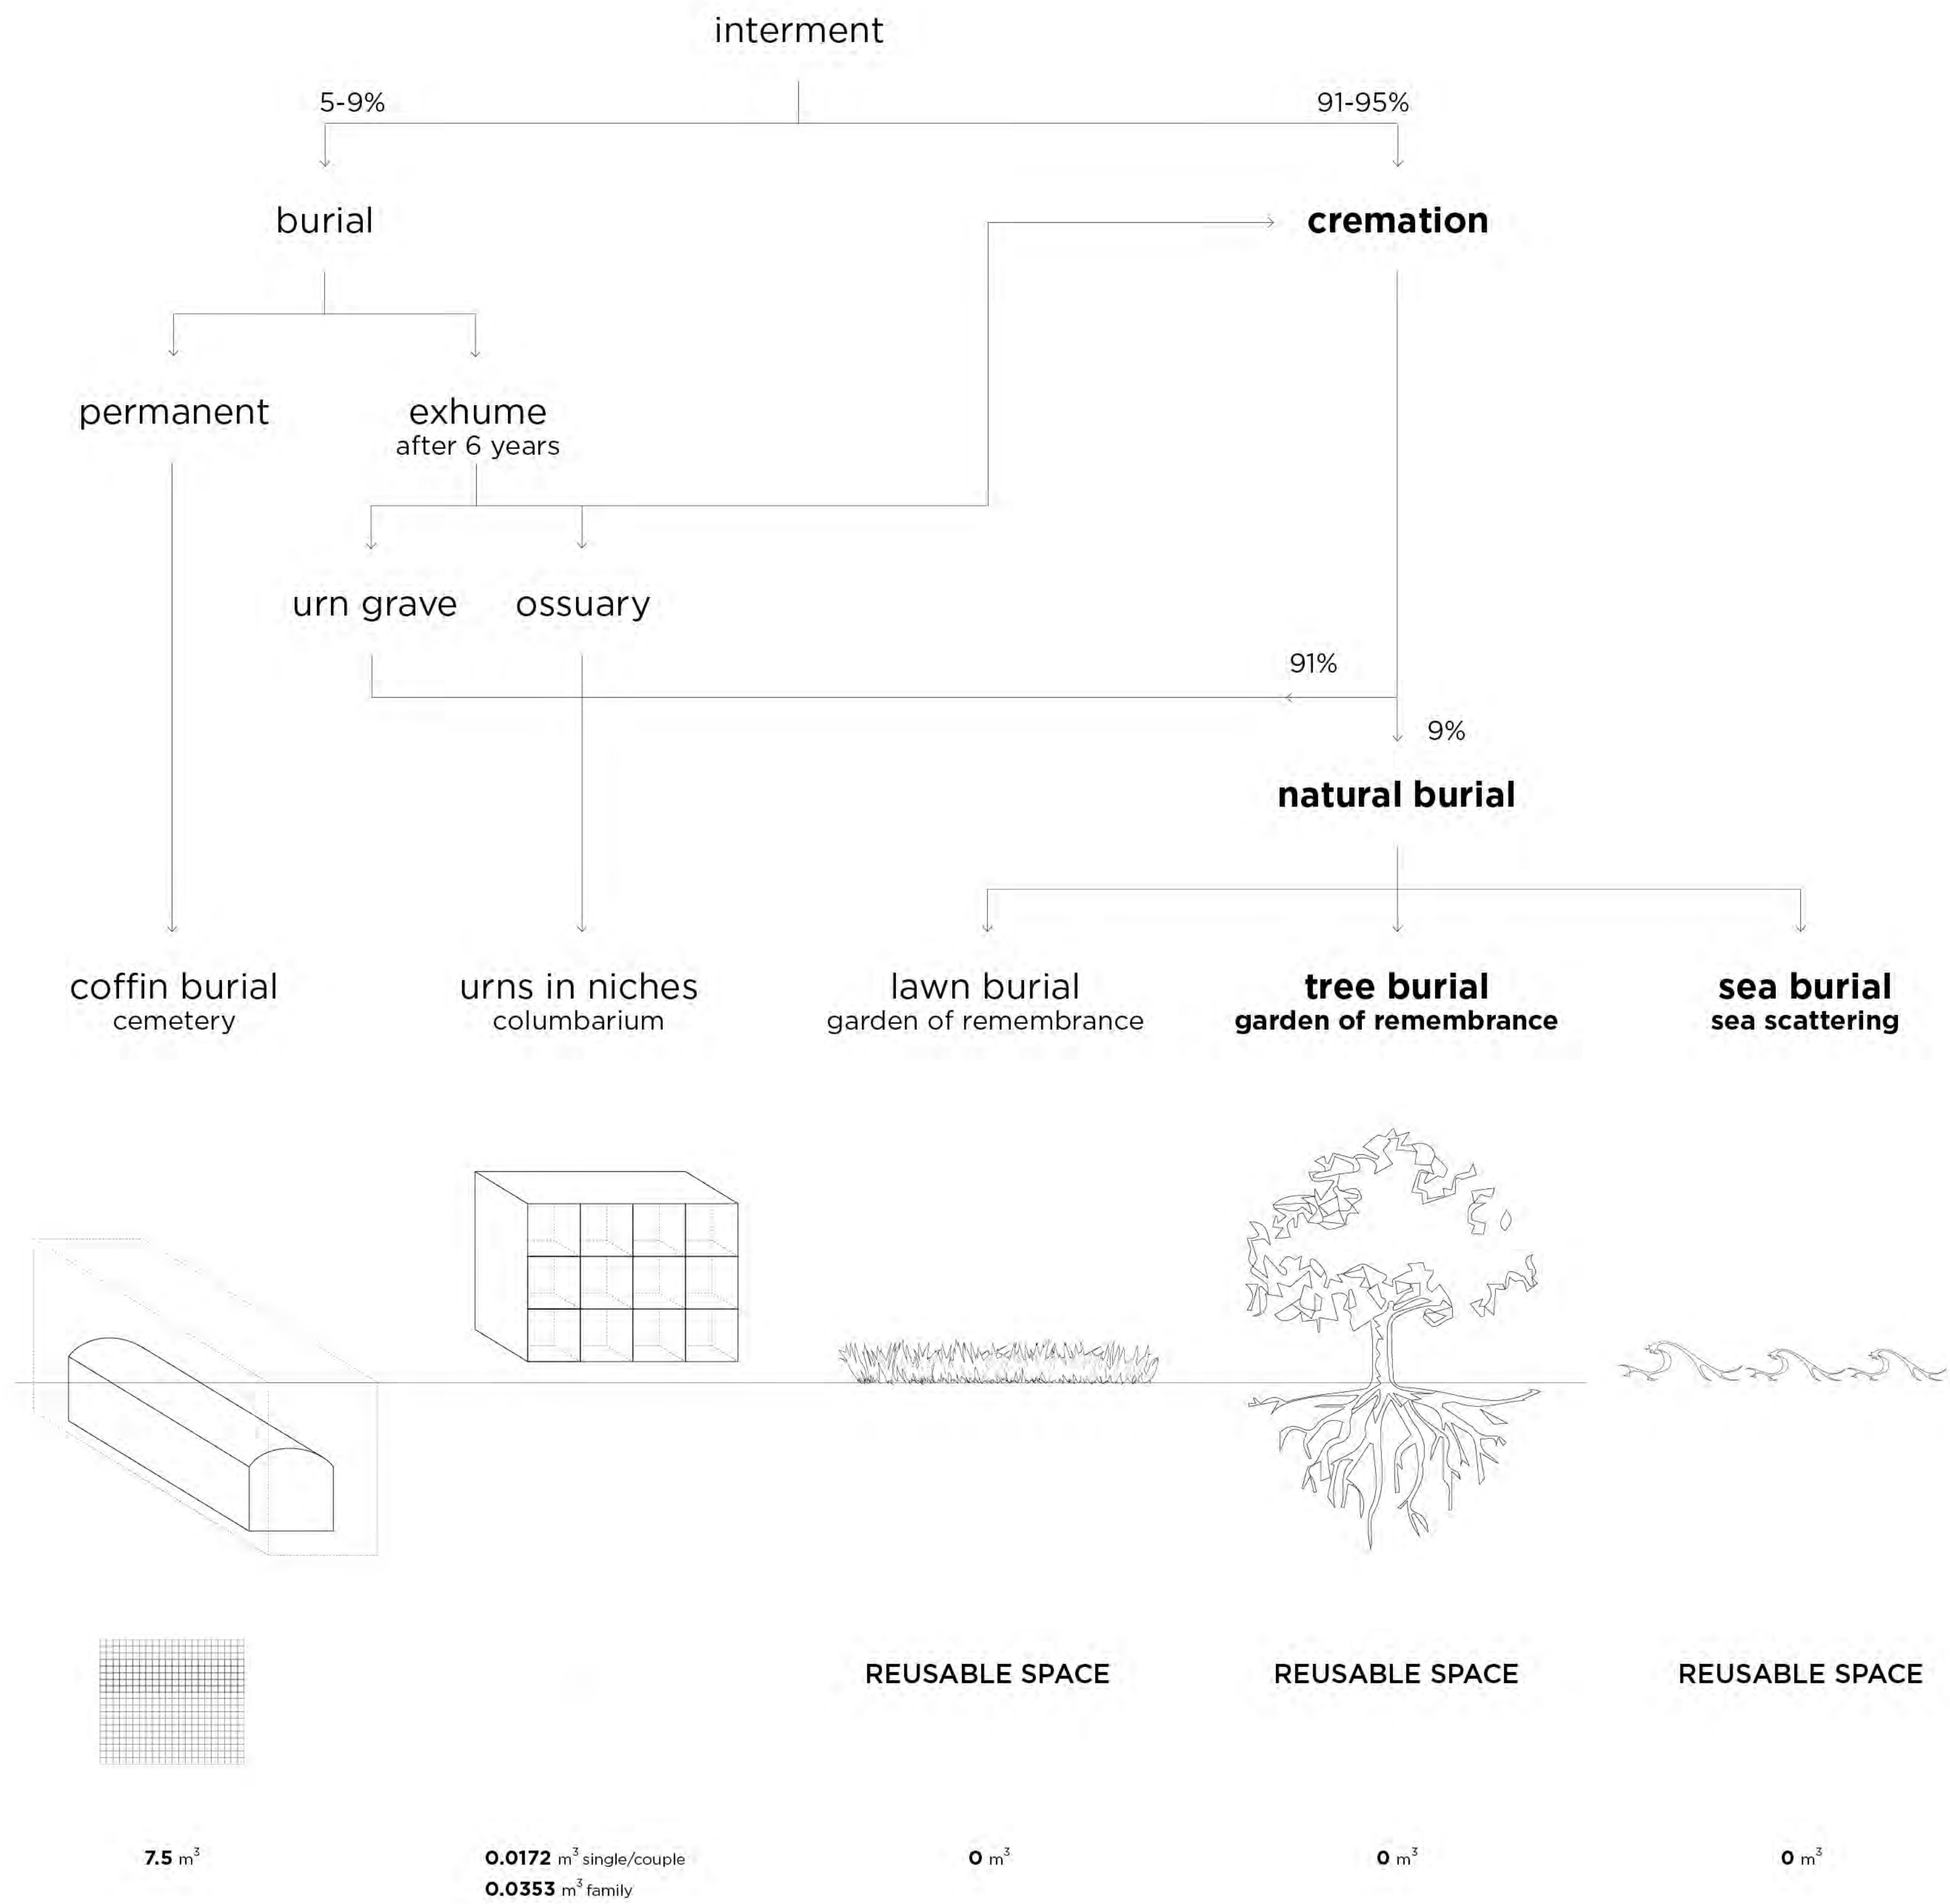 interment
5-9%
91-95%
burial
cremation
permanent
exhume
after 6 years
urn grave
ossuary
91%
9%
natural burial
coffin burial
cemetery
urns in niches
columbarium
lawn burial
garden of remembrance
tree burial
garden of remembrance
sea burial
sea scattering
REUSABLE SPACE
REUSABLE SPACE
REUSABLE SPACE
7.5 m³
0.0172 m³ single/couple
0.0353 m³ family
0 m³
0 m³
0 m³